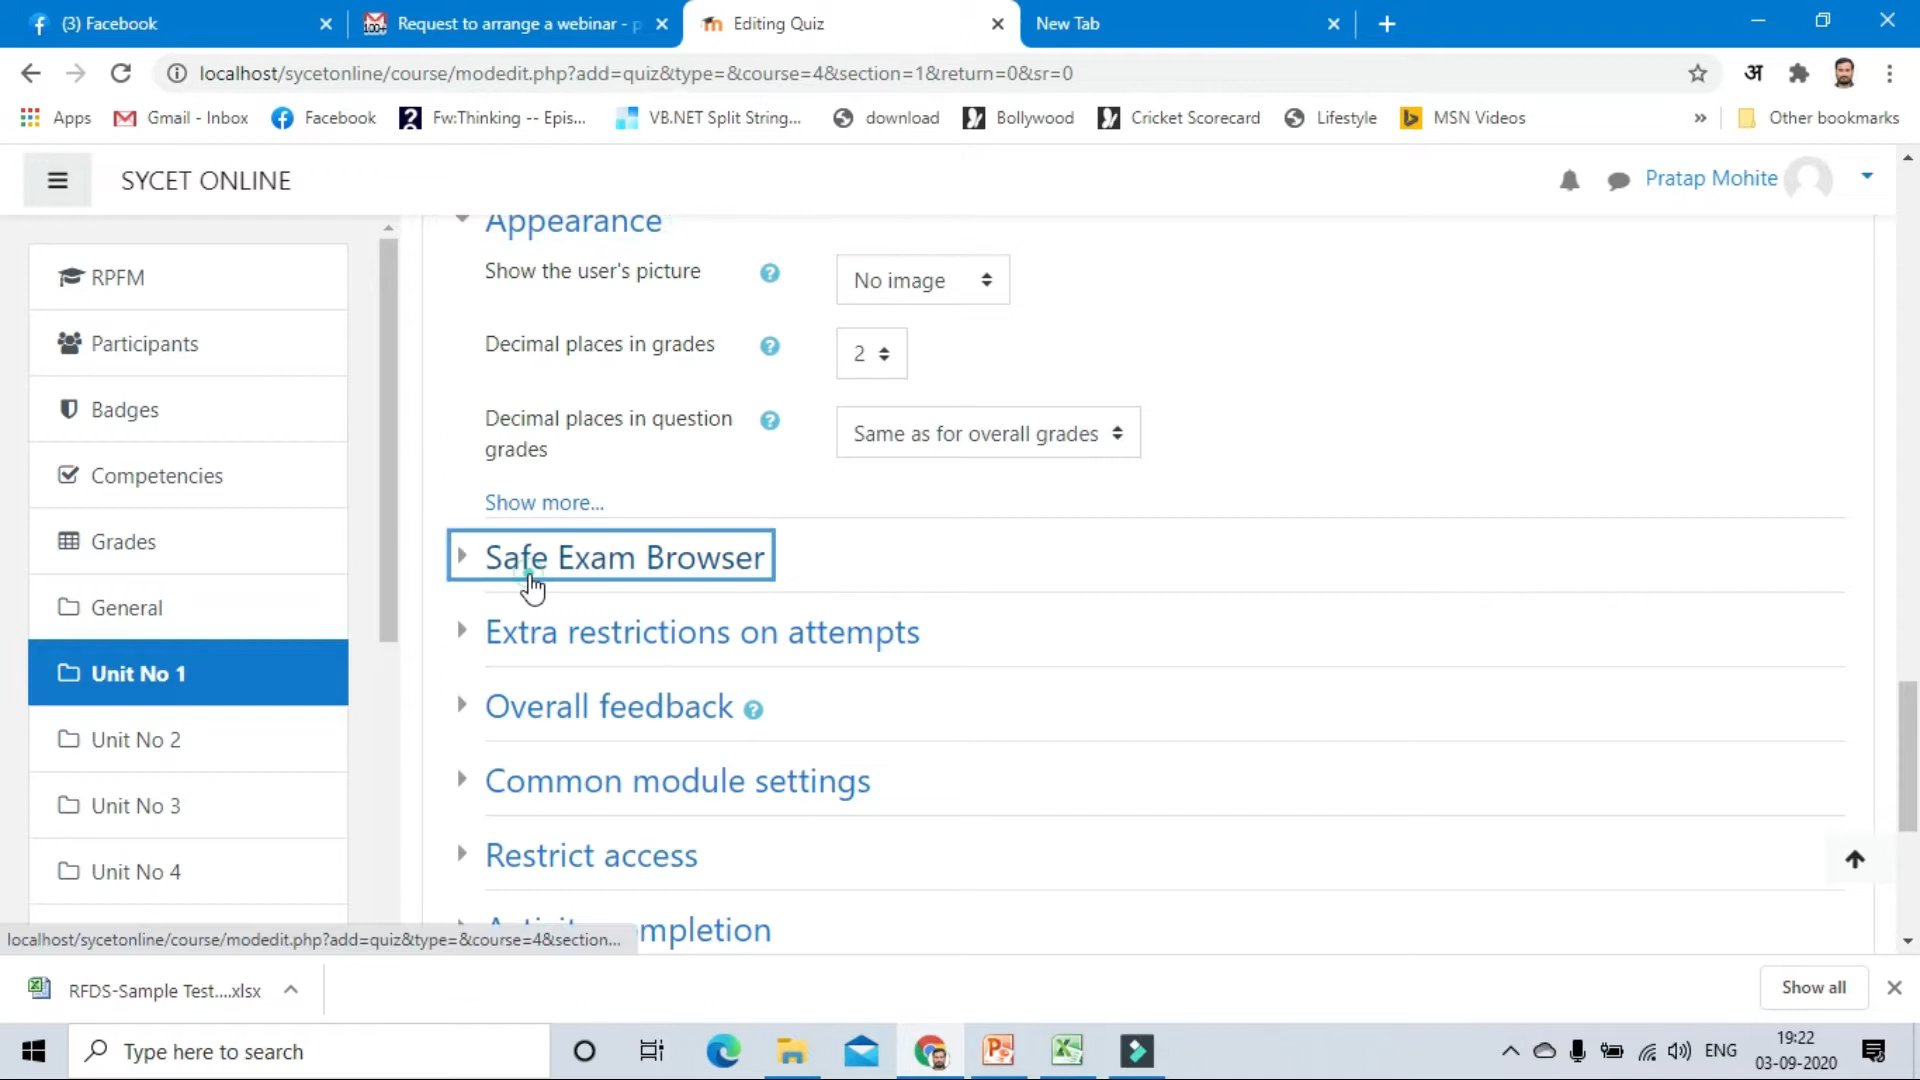 (3) Facebook
Request to arrange a webinar - p
Editing Quiz
New Tab
localhost/sycetonline/course/modedit.php?add=quiz&type=&course=4&section=1&return=0&sr=0
अ
Apps
Gmail - Inbox
Facebook
Fw:Thinking -- Epis...
VB.NET Split String...
download
Bollywood
Cricket Scorecard
Lifestyle
MSN Videos
»
Other bookmarks
SYCET ONLINE
Pratap Mohite
RPFM
Participants
Badges
Competencies
Grades
General
Unit No 1
Unit No 2
Unit No 3
Unit No 4
Appearance
Show the user's picture
No image
Decimal places in grades
2
Decimal places in question
grades
Same as for overall grades
Show more...
Safe Exam Browser
Extra restrictions on attempts
Overall feedback
Common module settings
Restrict access
mpletion
localhost/sycetonline/course/modedit.php?add=quiz&type=&course=4&section...
RFDS-Sample Test....xlsx
Show all
Type here to search
ENG
19:22
03-09-2020